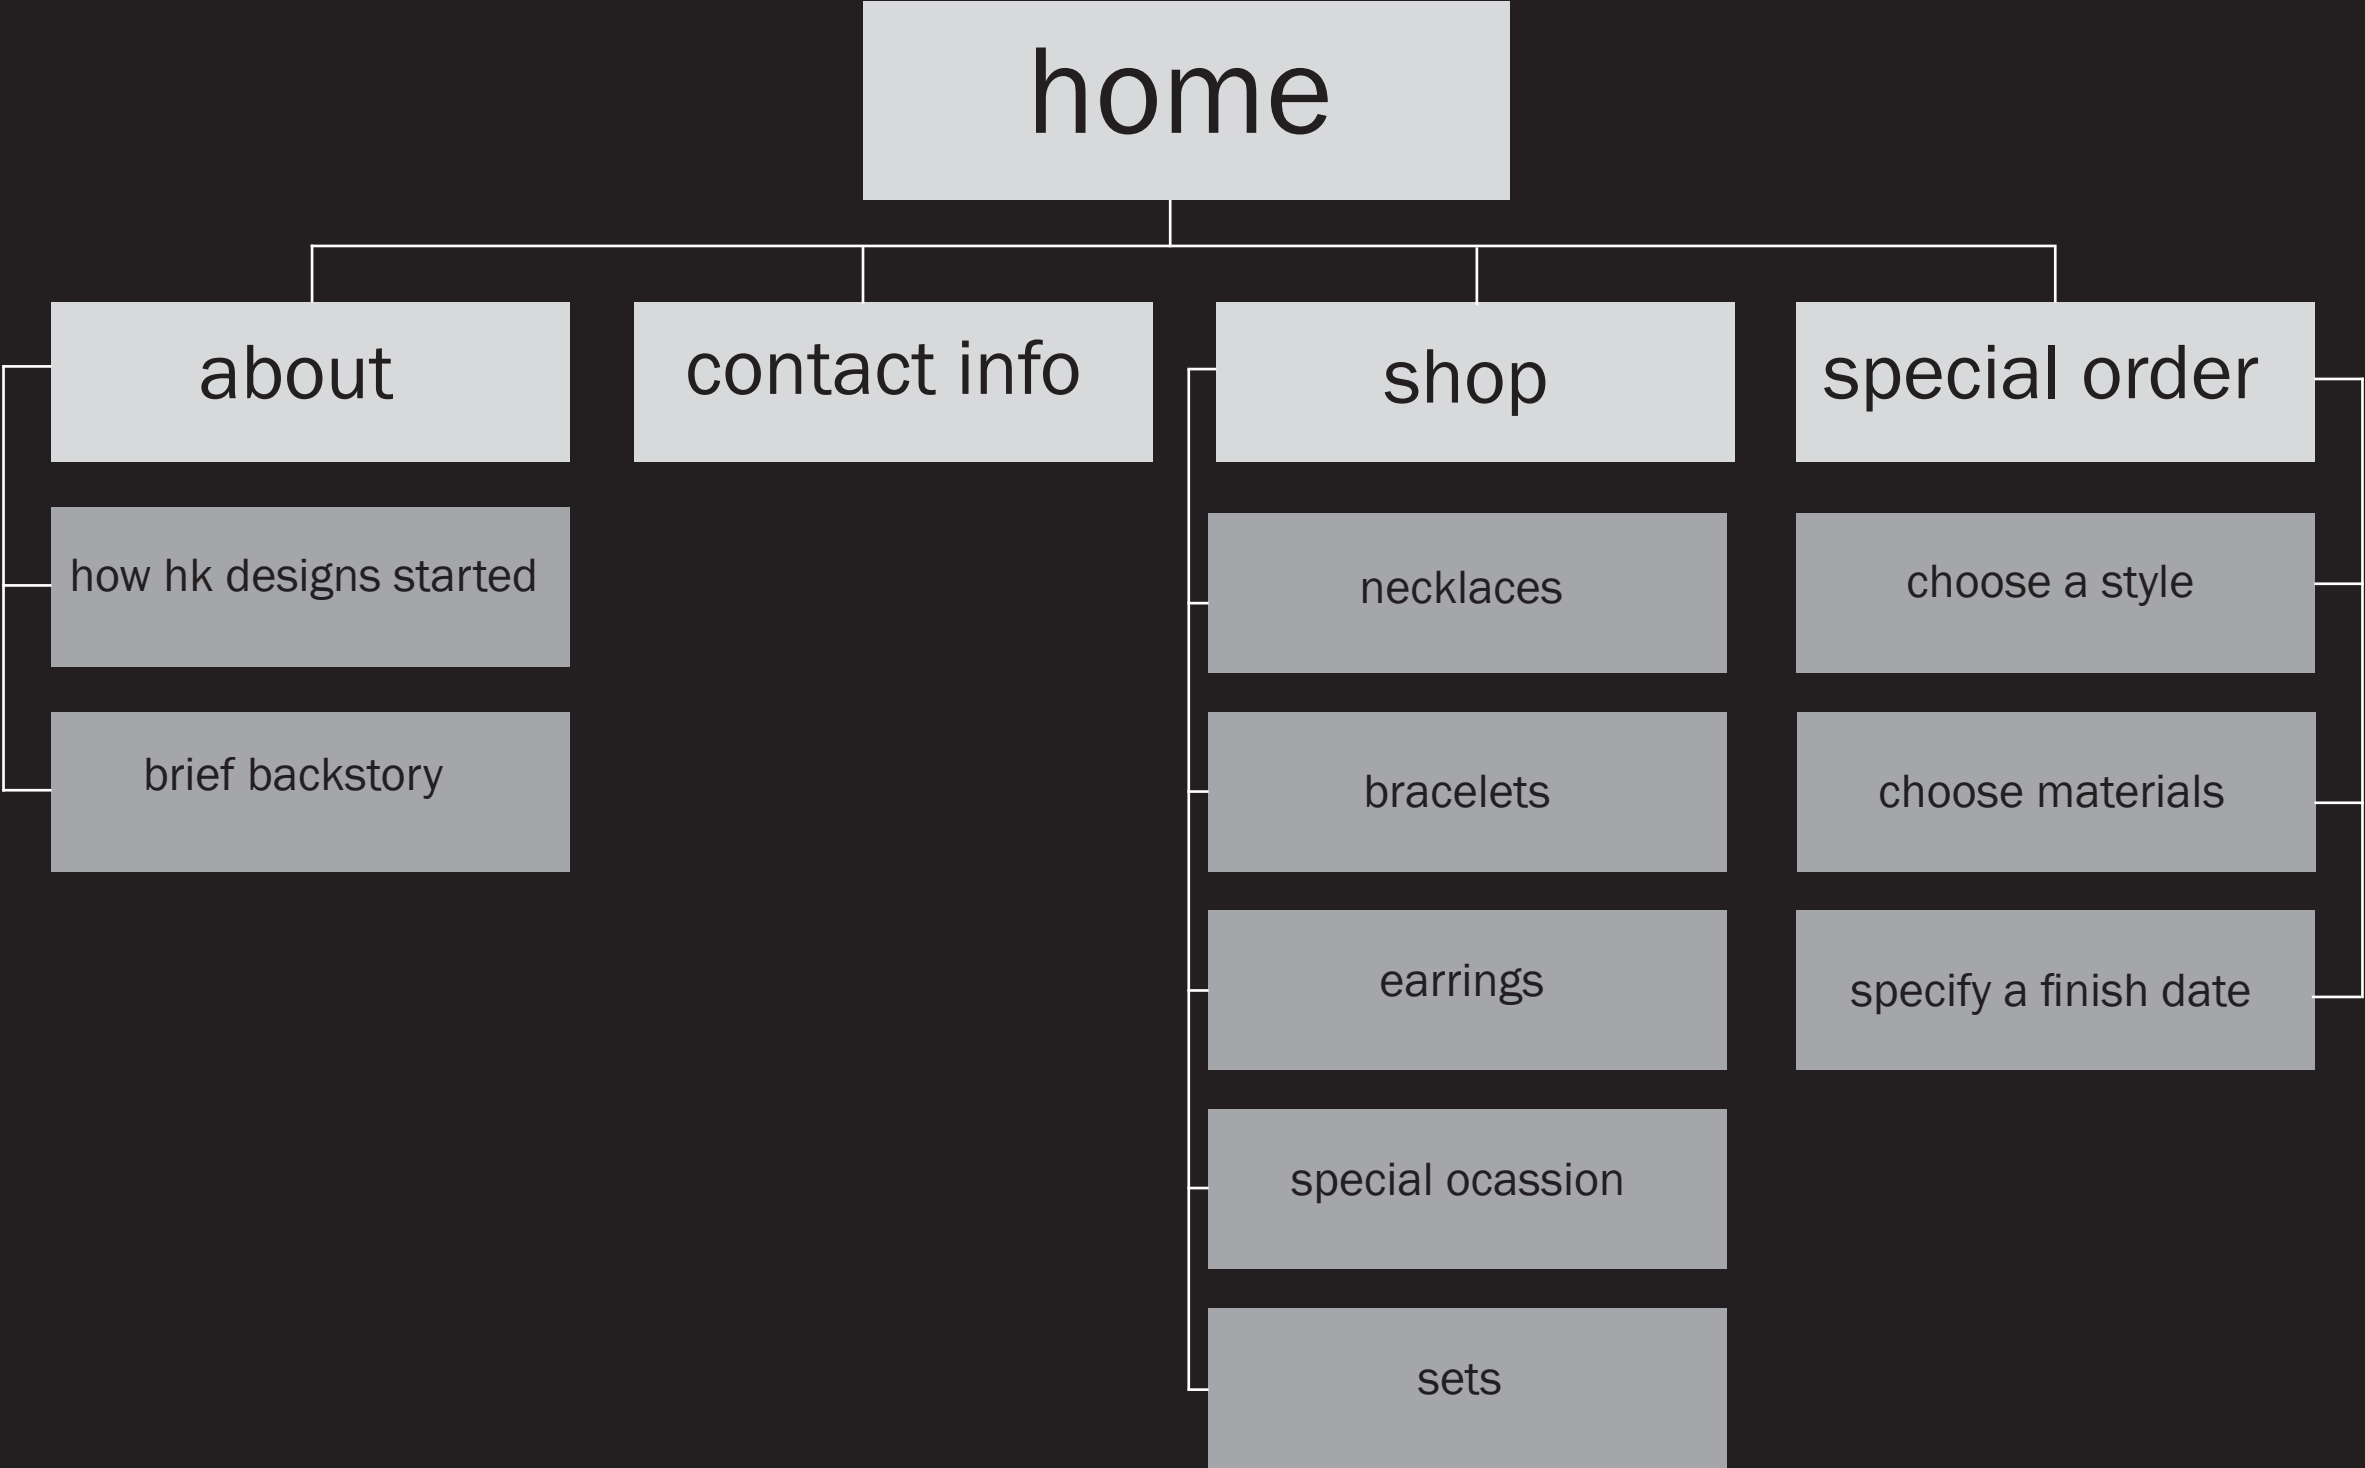 home
about
contact info
shop
special order
how hk designs started
brief backstory
necklaces
bracelets
earrings
special ocassion
sets
choose a style
choose materials
specify a finish date